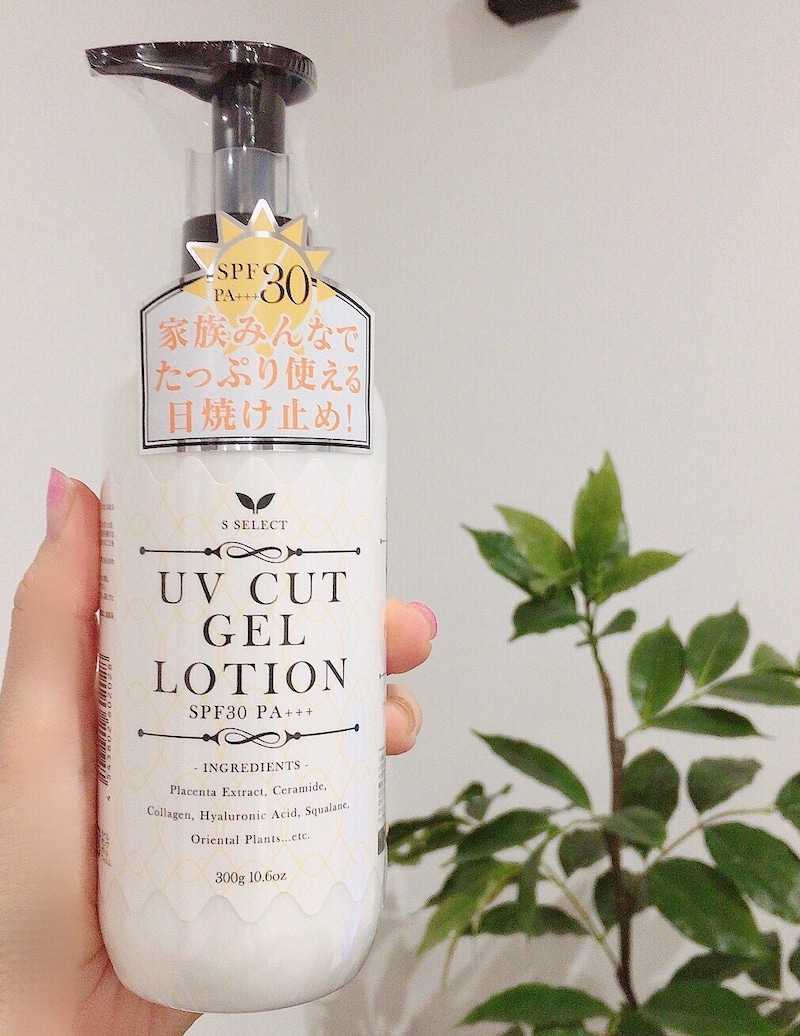 SPF
PA+++ 30
家族みんなで
たっぷり使える
日焼け止め!
S SELECT
UV CUT
GEL
LOTION
SPF30 PA+++
- INGREDIENTS -
Placenta Extract, Ceramide,
Collagen, Hyaluronic Acid, Squalane,
Oriental Plants...etc.
300g 10.6oz